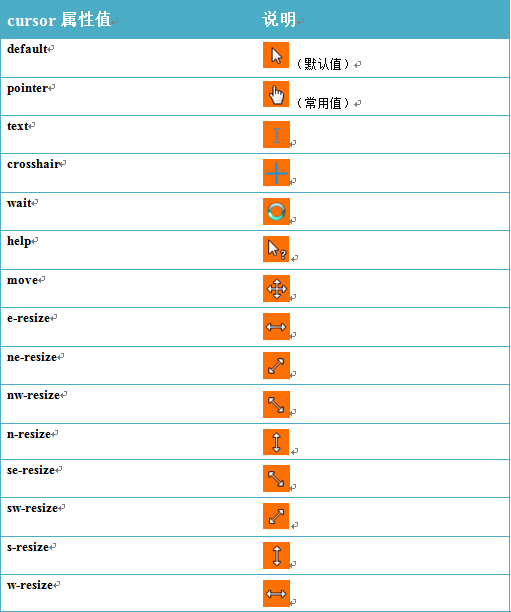 cursor 属性值 说明
default （默认值）
pointer （常用值）
text
crosshair
wait
help
move
e-resize
ne-resize
nw-resize
n-resize
se-resize
sw-resize
s-resize
w-resize